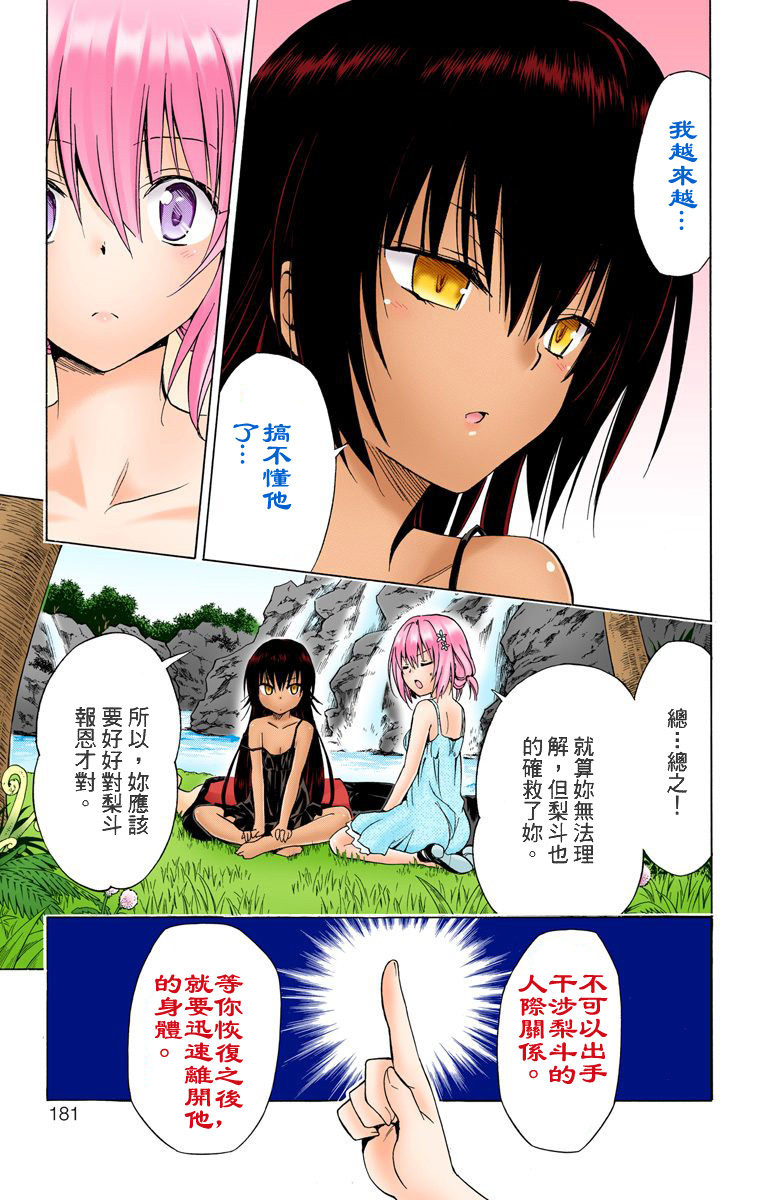 我越來越…
搞不懂他
了…
總…總之！
就算妳無法理
解，但梨斗也
的確救了妳。
所以，妳應該
要好好對梨斗
報恩才對。
不可以出手
干涉梨斗的
人際關係。
等你恢復之後，
就要迅速離開他
的身體。
181